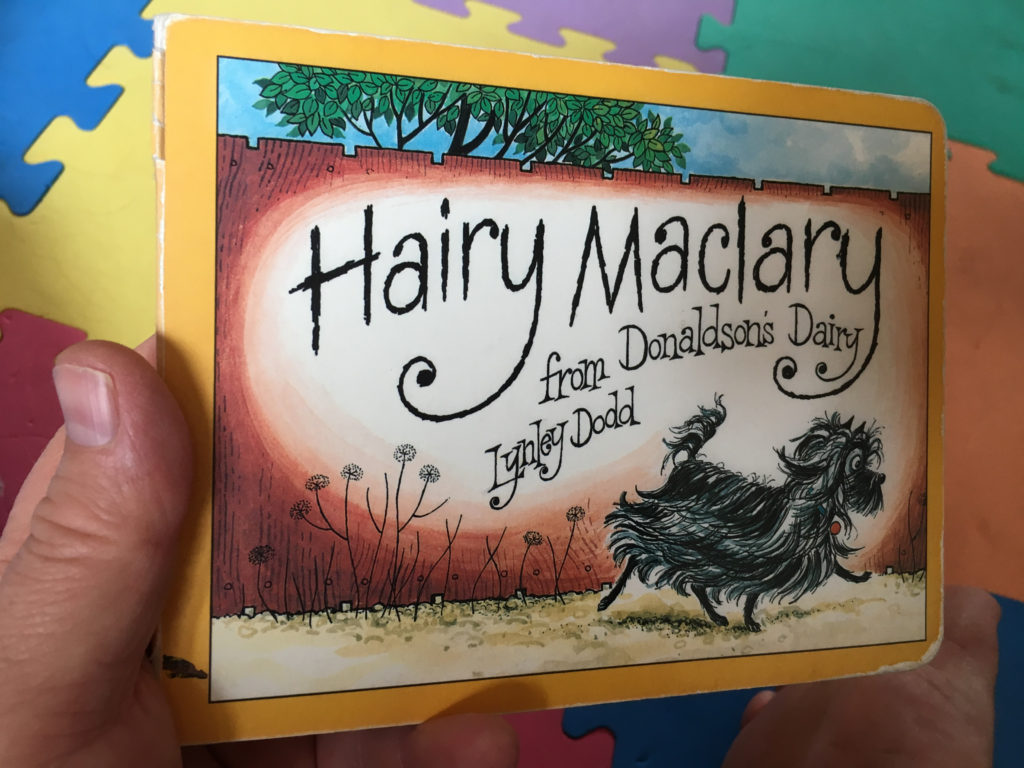 Hairy Maclary
from Donaldson's Dairy
Lynley Dodd